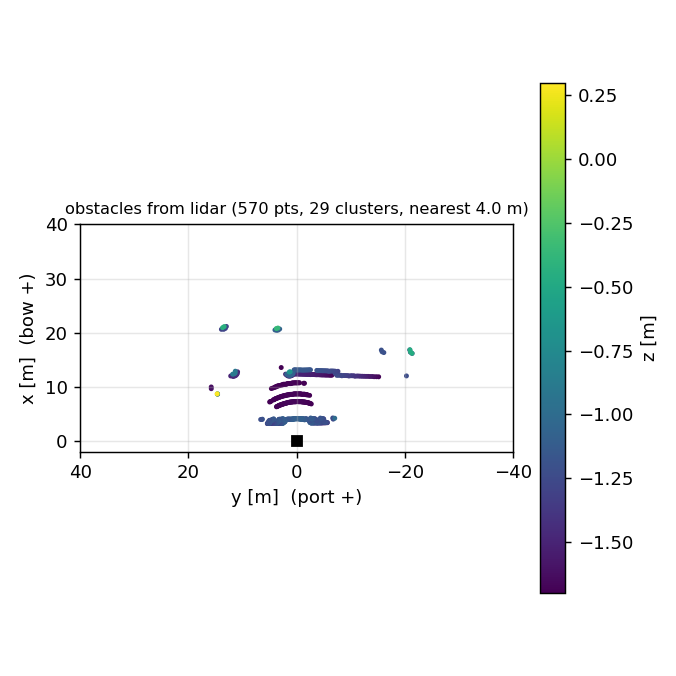 obstacles from lidar (570 pts, 29 clusters, nearest 4.0 m)
40
30
20
10
0
x [m]  (bow +)
40 20 0 −20 −40
y [m]  (port +)
0.25
0.00
−0.25
−0.50
−0.75
−1.00
−1.25
−1.50
z [m]